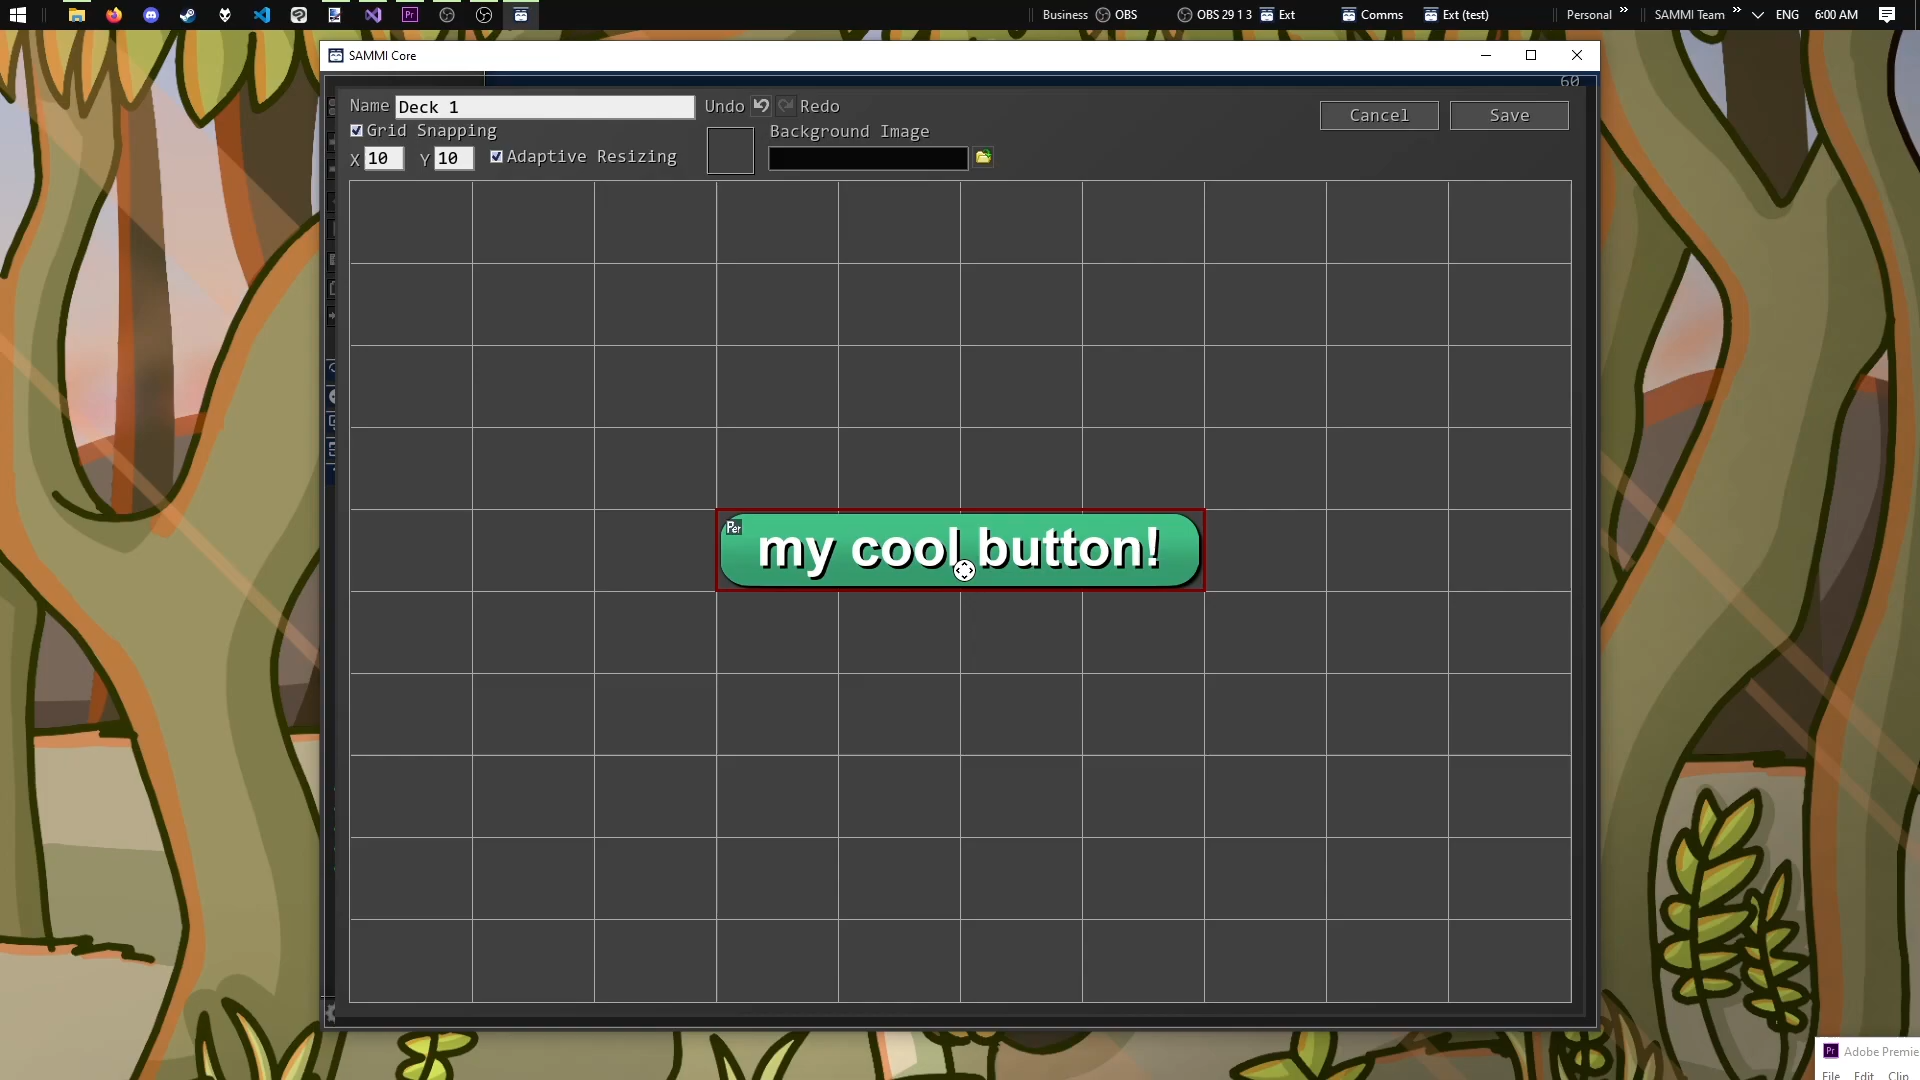 Business
OBS
OBS 29 1 3
Ext
Comms
Ext (test)
Personal
SAMMI Team
ENG
6:00 AM
SAMMI Core
60
Name Deck 1
Undo
Redo
Cancel
Save
Grid Snapping
Background Image
X 10 Y 10
Adaptive Resizing
Per
my cool button!
Pr Adobe Premie
File Edit Clip